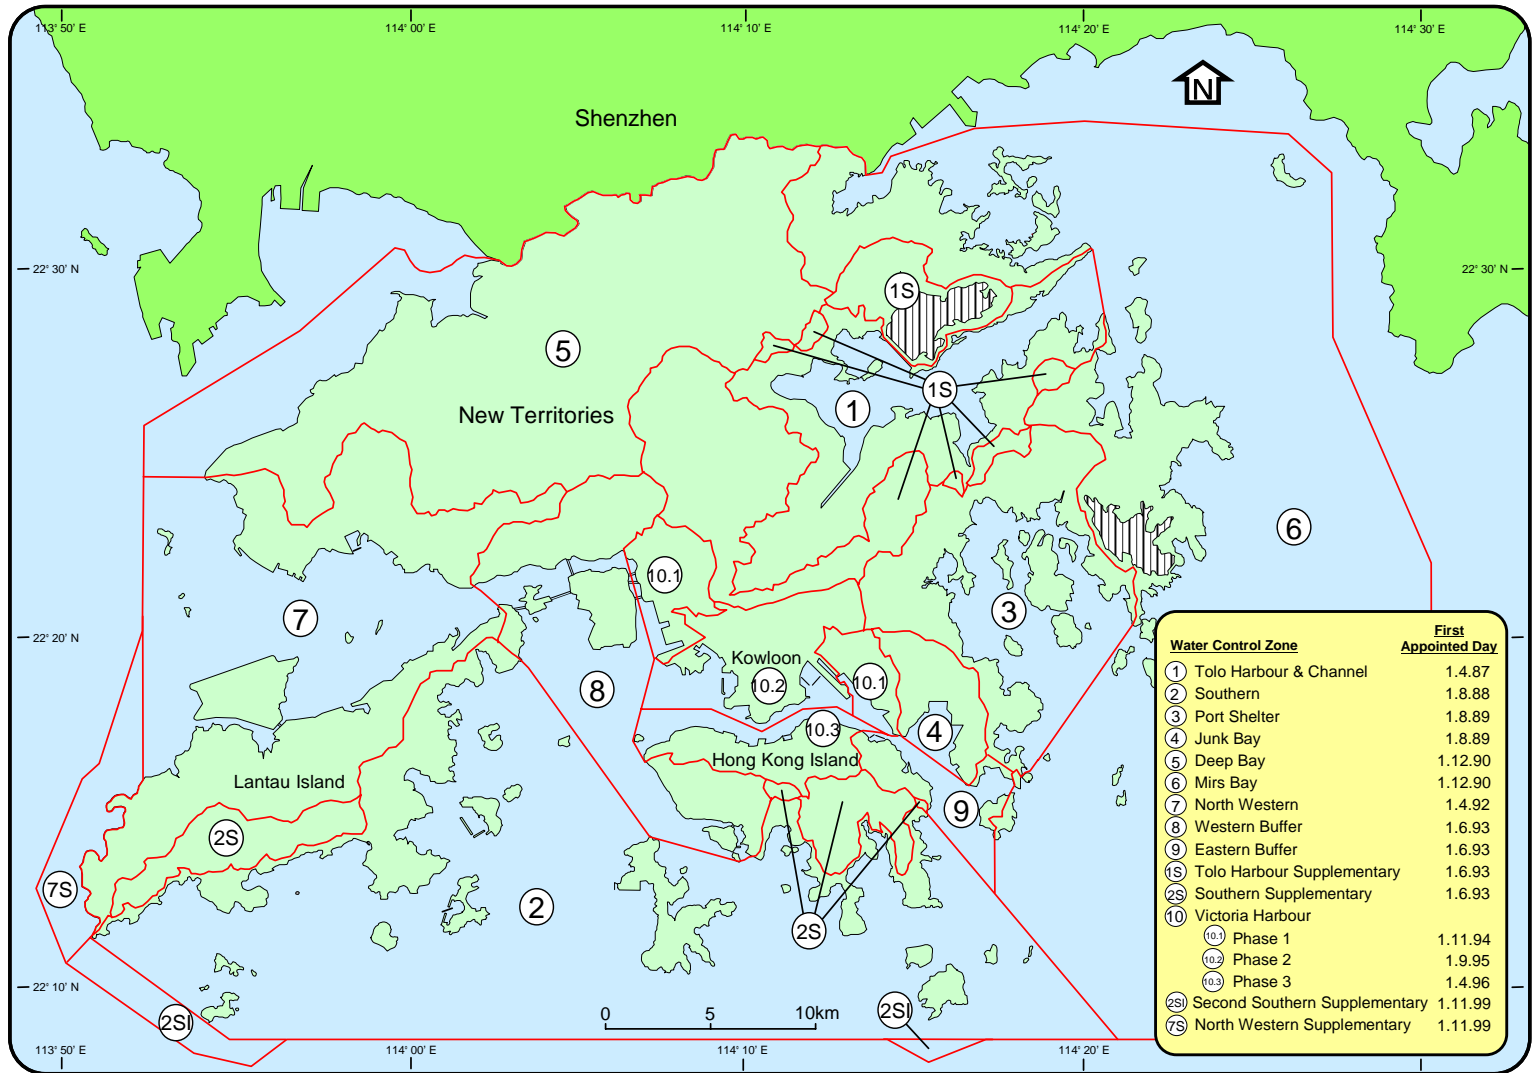 113° 50' E
114° 00' E
114° 10' E
114° 20' E
114° 30' E
N
Shenzhen
22° 30' N
22° 30' N
1S
5
1S
1
New Territories
6
10.1
3
7
22° 20' N
Kowloon
10.2
10.1
8
10.3
4
Hong Kong Island
Lantau Island
9
2S
7S
2
2S
22° 10' N
2SI
2SI
0 5 10km
113° 50' E
114° 00' E
114° 10' E
114° 20' E
First
Water Control Zone Appointed Day
1 Tolo Harbour & Channel 1.4.87
2 Southern 1.8.88
3 Port Shelter 1.8.89
4 Junk Bay 1.8.89
5 Deep Bay 1.12.90
6 Mirs Bay 1.12.90
7 North Western 1.4.92
8 Western Buffer 1.6.93
9 Eastern Buffer 1.6.93
1S Tolo Harbour Supplementary 1.6.93
2S Southern Supplementary 1.6.93
10 Victoria Harbour
10.1 Phase 1 1.11.94
10.2 Phase 2 1.9.95
10.3 Phase 3 1.4.96
2SI Second Southern Supplementary 1.11.99
7S North Western Supplementary 1.11.99